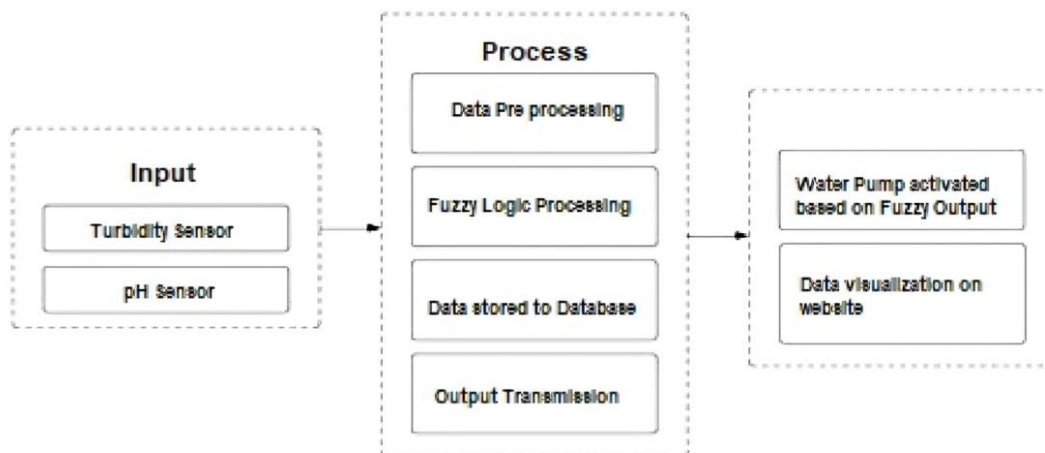 Input
Turbidity Sensor
pH Sensor
Process
Data Pre processing
Fuzzy Logic Processing
Data stored to Database
Output Transmission
Water Pump activated
based on Fuzzy Output
Data visualization on
website